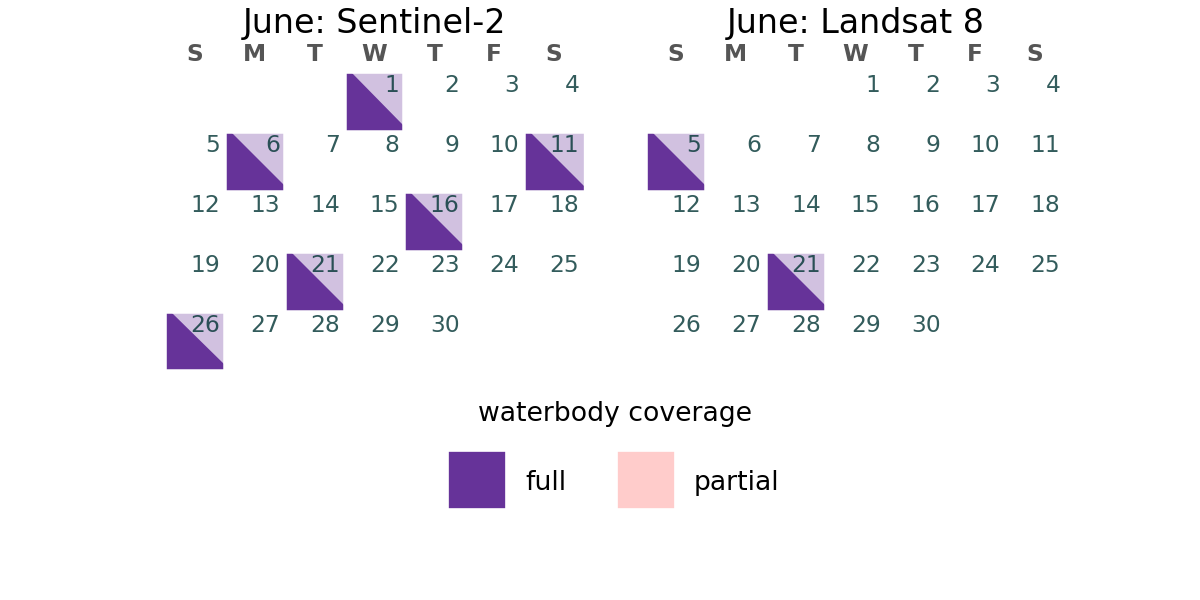 June: Sentinel-2
S M T W T F S
1 2 3 4
5 6 7 8 9 10 11
12 13 14 15 16 17 18
19 20 21 22 23 24 25
26 27 28 29 30
June: Landsat 8
S M T W T F S
1 2 3 4
5 6 7 8 9 10 11
12 13 14 15 16 17 18
19 20 21 22 23 24 25
26 27 28 29 30
waterbody coverage
full partial